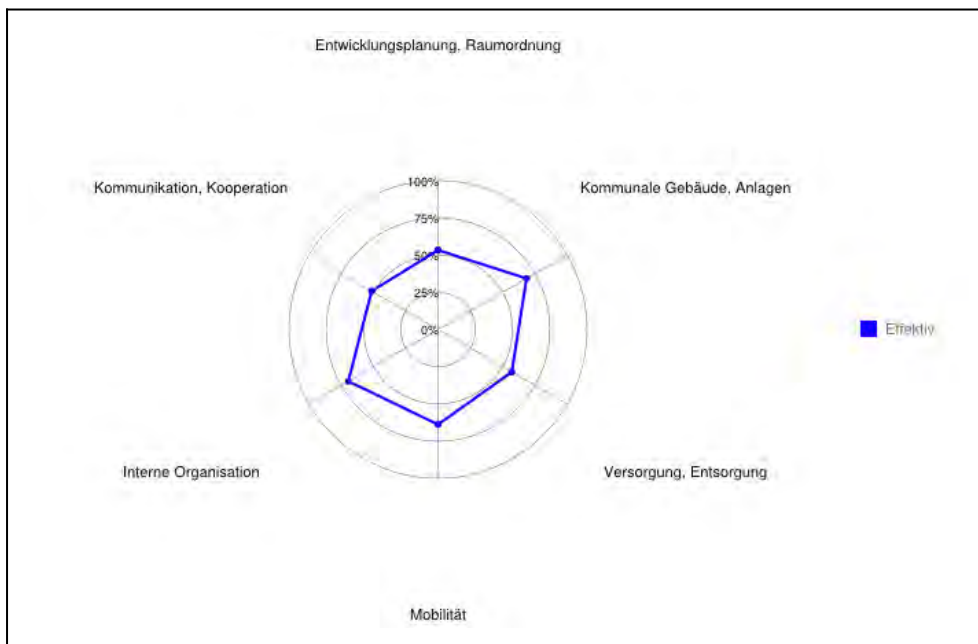 Entwicklungsplanung, Raumordnung
Kommunikation, Kooperation
Kommunale Gebäude, Anlagen
100%
75%
50%
25%
0%
Effektiv
Interne Organisation
Versorgung, Entsorgung
Mobilität